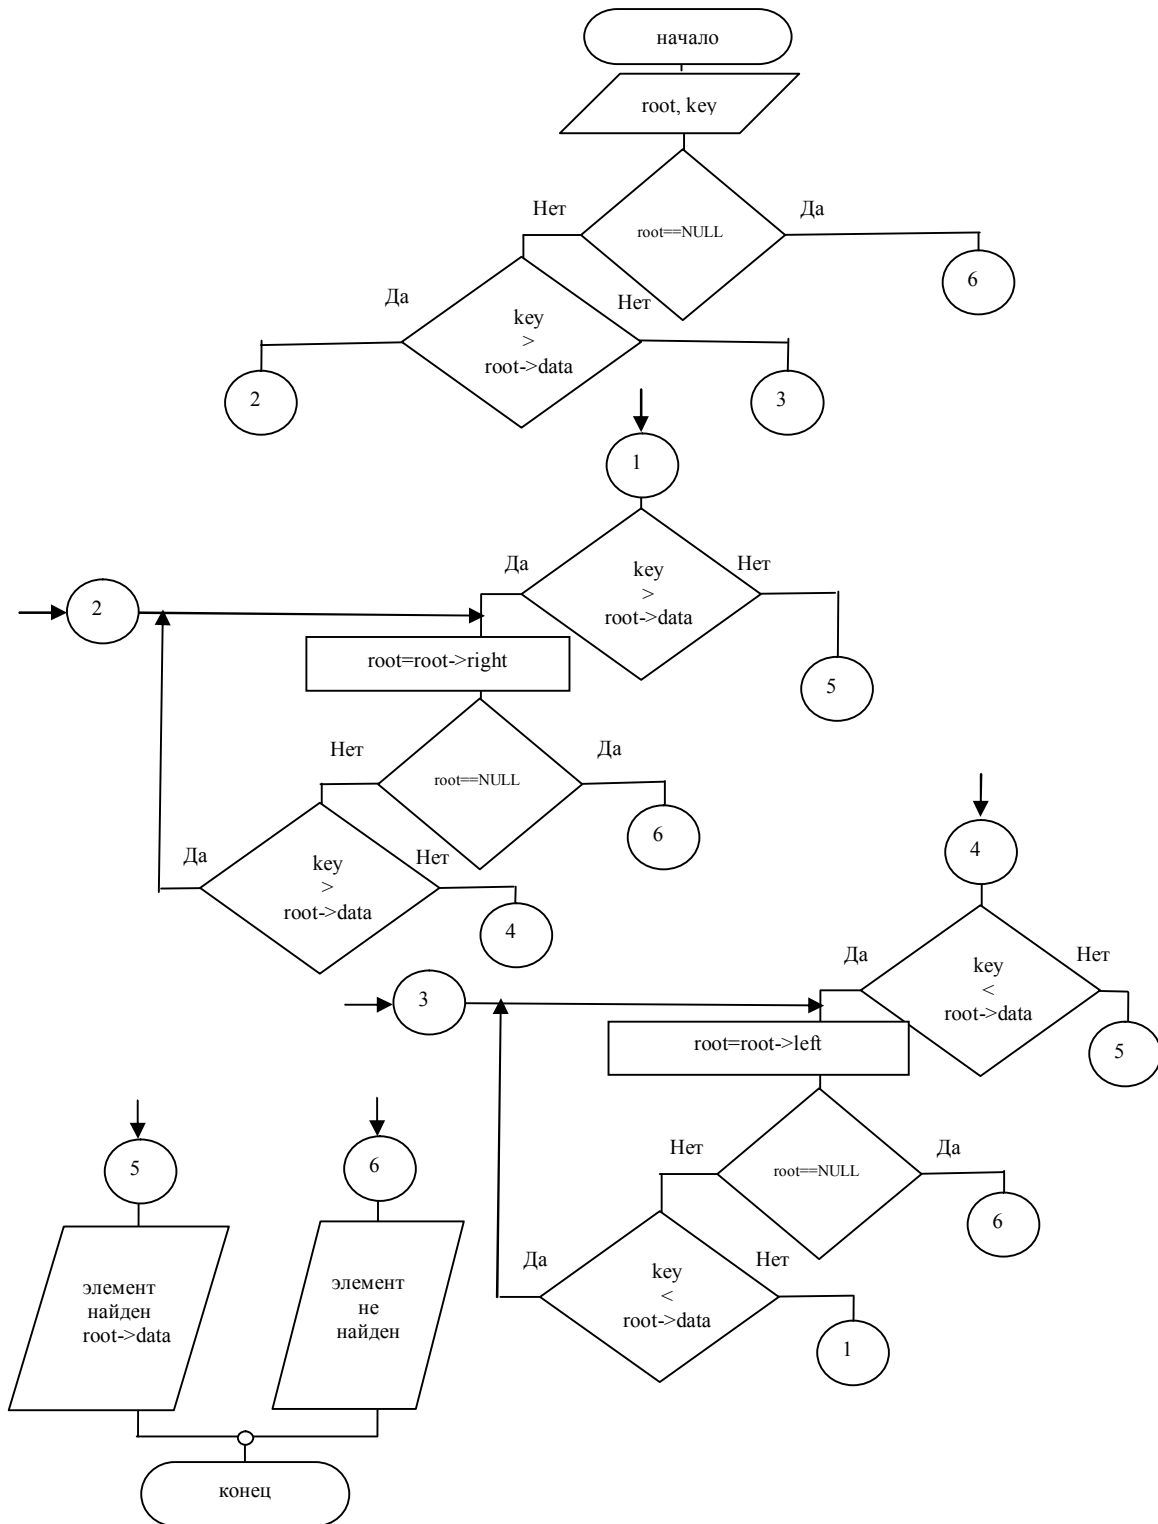 начало
root, key
Нет
Да
root==NULL
6
Да
Нет
key
>
root->data
2
3
1
Да
Нет
key
>
root->data
2
5
root=root->right
Нет
Да
root==NULL
6
Да
Нет
key
>
root->data
4
4
Да
Нет
key
<
root->data
5
3
root=root->left
Нет
Да
root==NULL
6
Да
Нет
key
<
root->data
1
5
6
элемент
найден
root->data
элемент
не
найден
конец